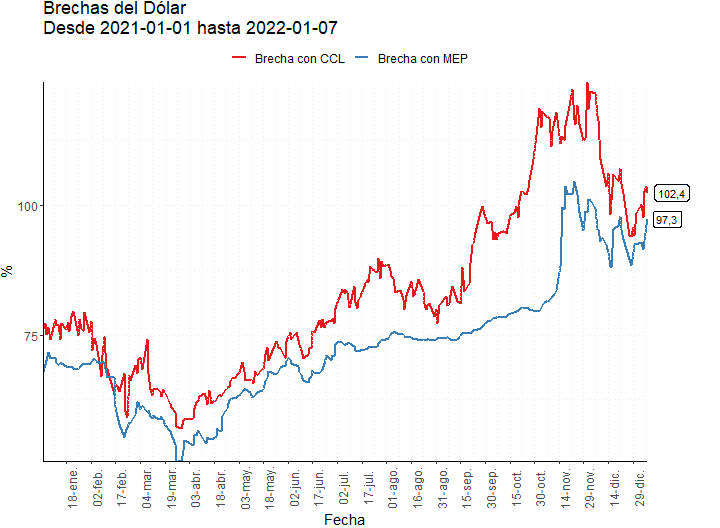 Brechas del Dólar
Desde 2021-01-01 hasta 2022-01-07
Brecha con CCL
Brecha con MEP
%
100
75
102,4
97,3
18-ene.
02-feb.
17-feb.
04-mar.
19-mar.
03-abr.
18-abr.
03-may.
18-may.
02-jun.
17-jun.
02-jul.
17-jul.
01-ago.
16-ago.
31-ago.
15-sep.
30-sep.
15-oct.
30-oct.
14-nov.
29-nov.
14-dic.
29-dic.
Fecha